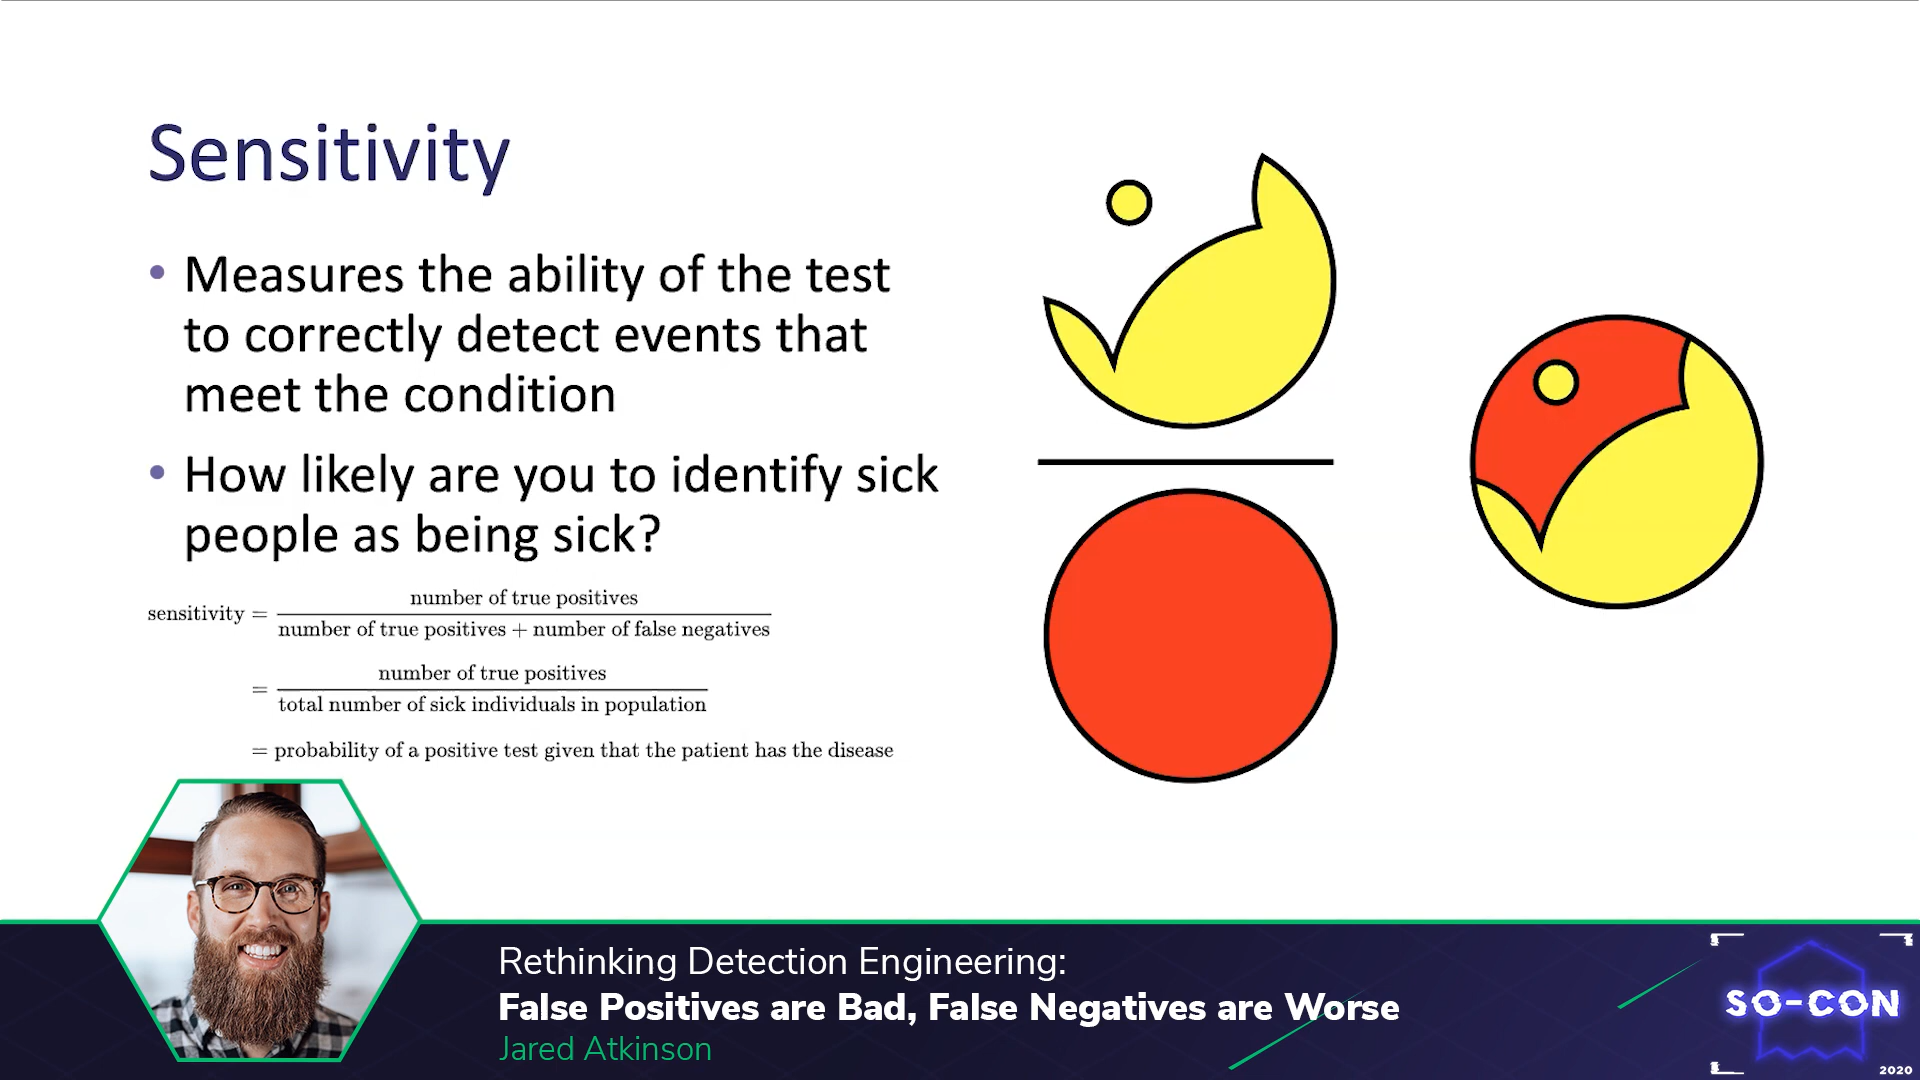 Sensitivity
• Measures the ability of the test
to correctly detect events that
meet the condition
• How likely are you to identify sick
people as being sick?
sensitivity = number of true positives / number of true positives + number of false negatives
= number of true positives / total number of sick individuals in population
= probability of a positive test given that the patient has the disease
Rethinking Detection Engineering:
False Positives are Bad, False Negatives are Worse
Jared Atkinson
SO-CON
2020